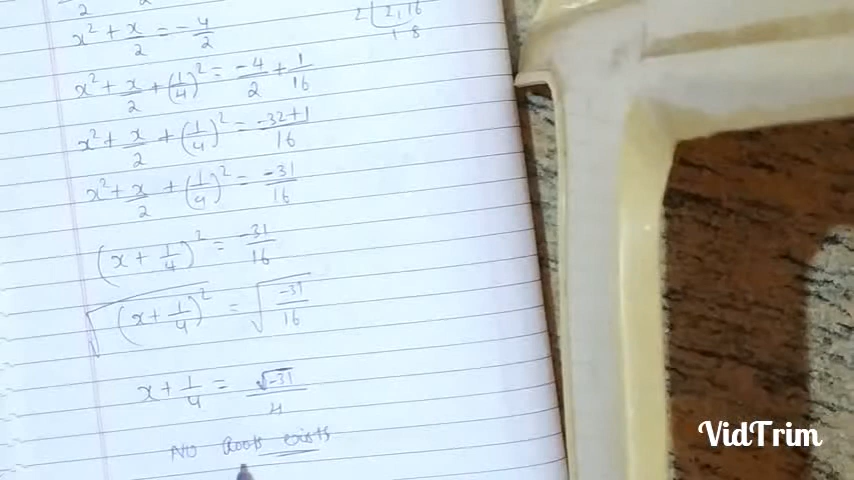 x² + x/2 = -4/2
2 | 2, 16
1 8
x² + x/2 + (1/4)² = -4/2 + 1/16
x² + x/2 + (1/4)² = -32+1/16
x² + x/2 + (1/4)² = -31/16
(x + 1/4)² = -31/16
√(x + 1/4)² = √-31/16
x + 1/4 = √-31/4
No roots exists
VidTrim